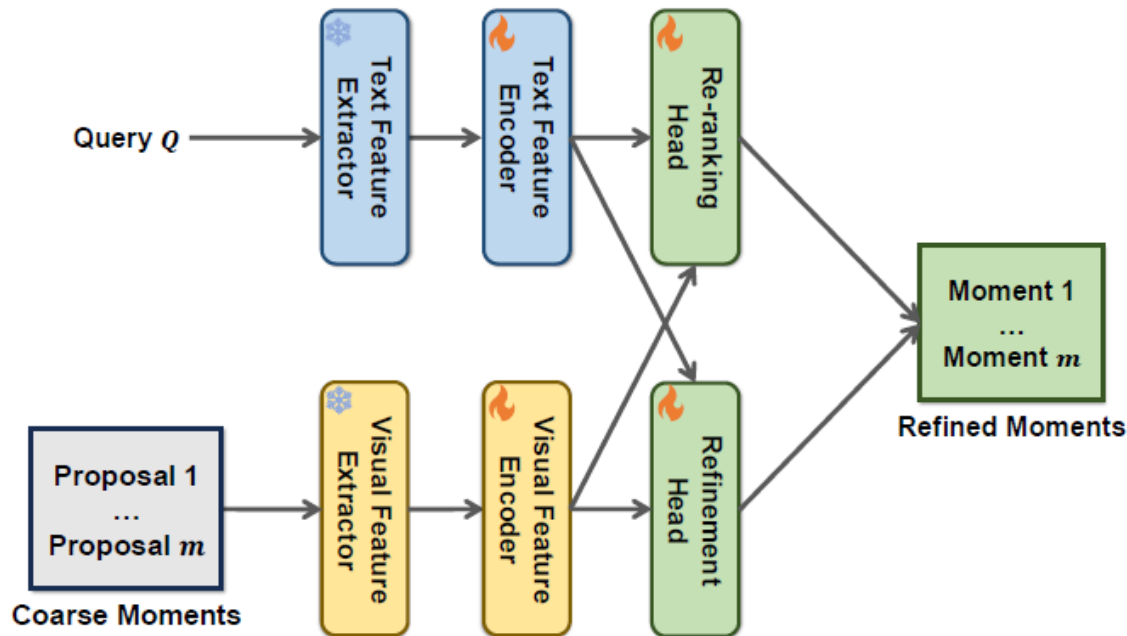 Query Q
Text Feature
Extractor
Text Feature
Encoder
Re-ranking
Head
Proposal 1
...
Proposal m
Coarse Moments
Visual Feature
Extractor
Visual Feature
Encoder
Refinement
Head
Moment 1
...
Moment m
Refined Moments